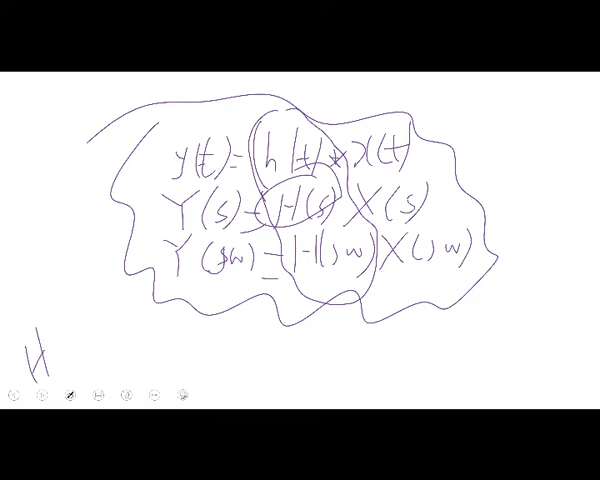 y(t) = h(t) * x(t)
Y(s) = H(s) X(s)
Y(jw) = H(jw) X(jw)
H